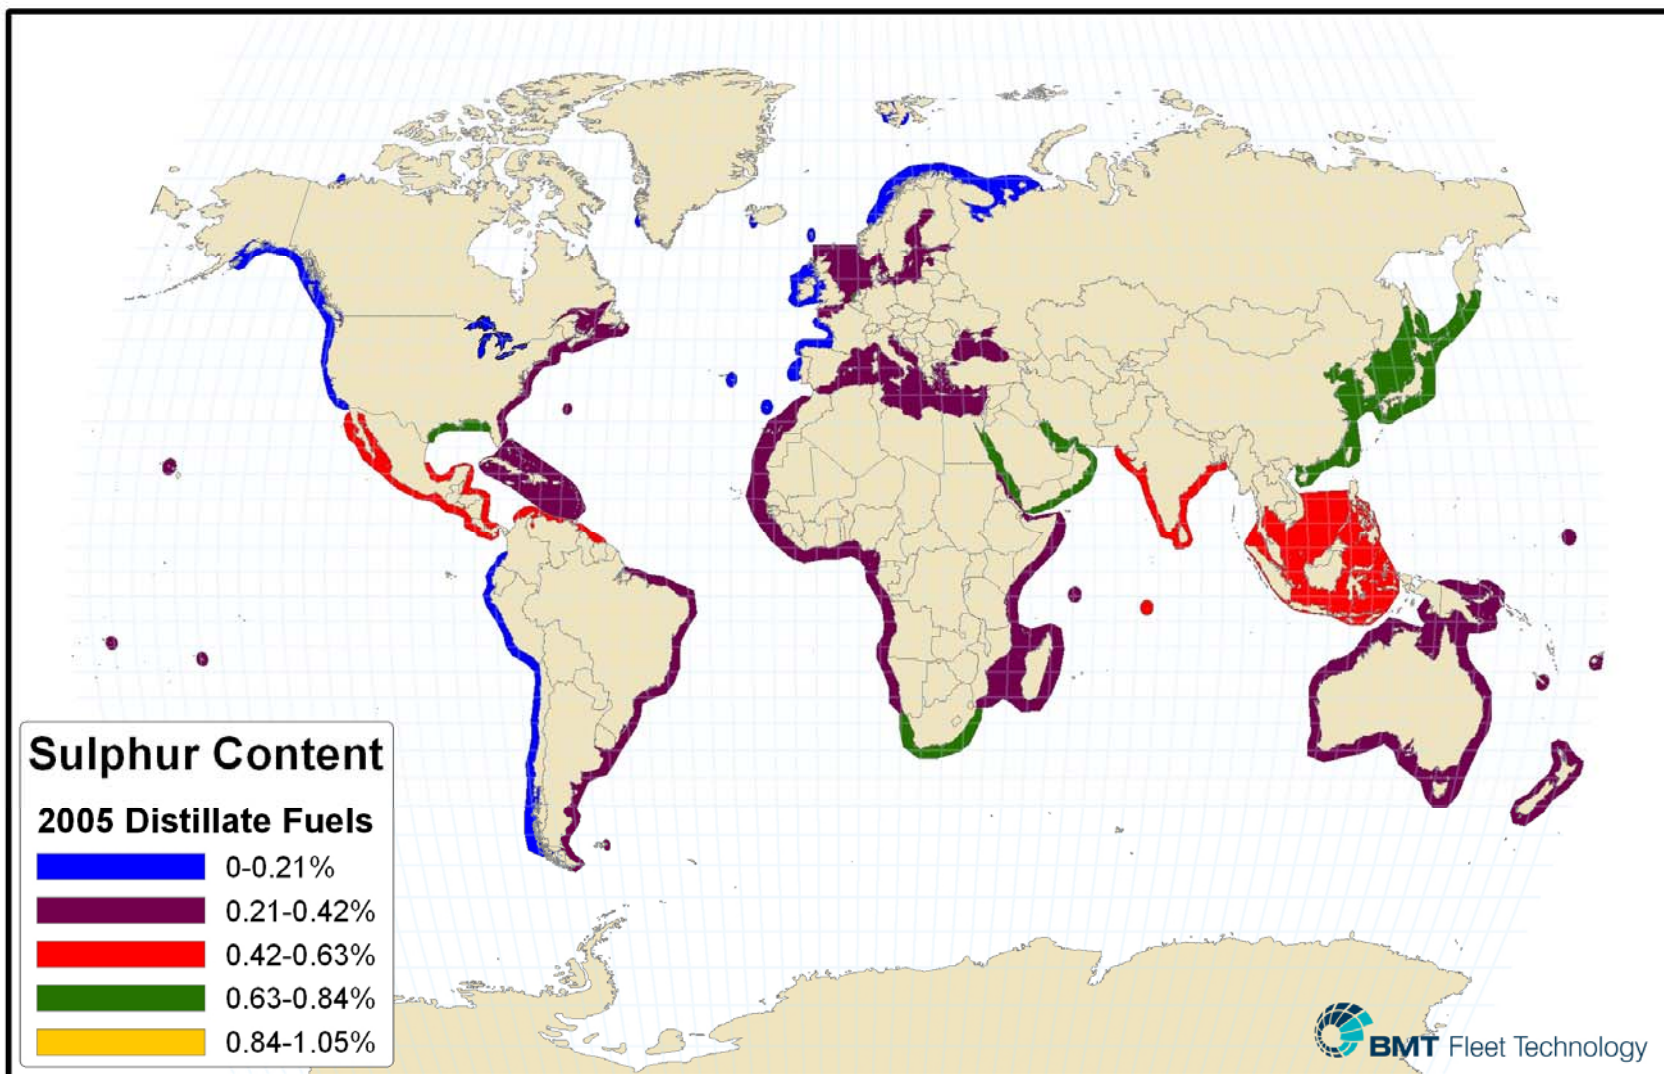 Sulphur Content
2005 Distillate Fuels
0-0.21%
0.21-0.42%
0.42-0.63%
0.63-0.84%
0.84-1.05%
BMT Fleet Technology